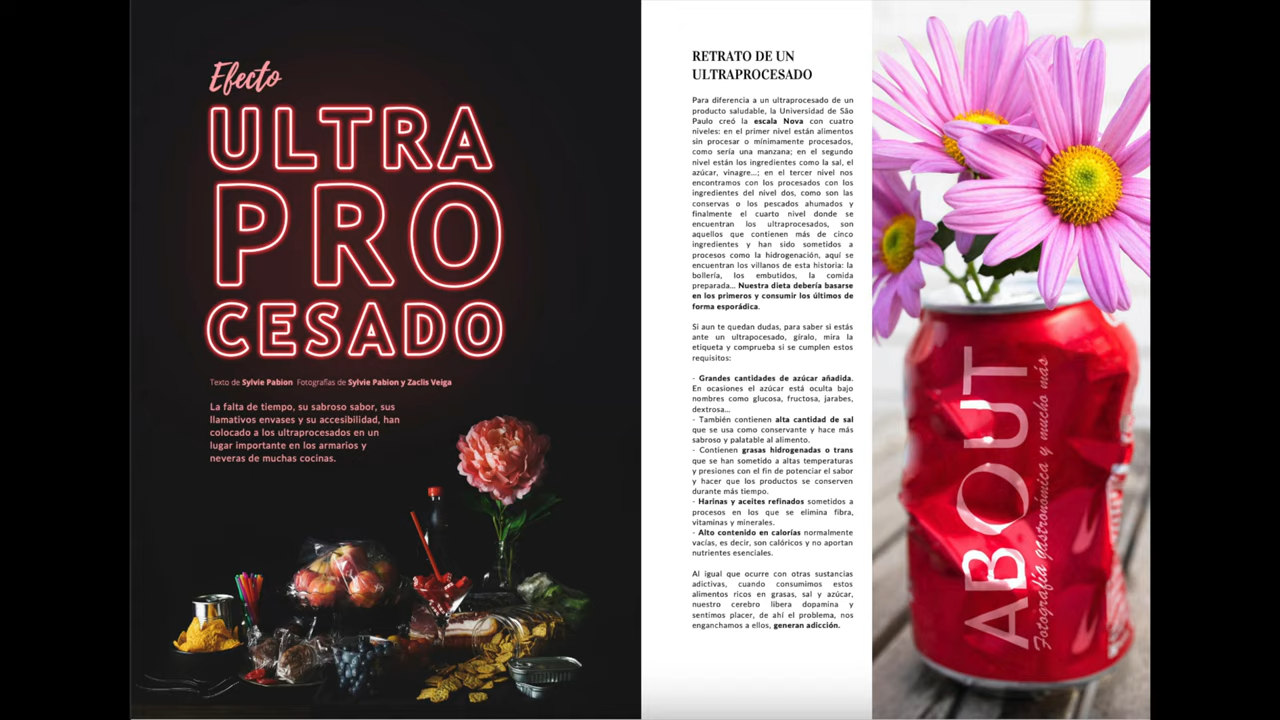 Efecto
ULTRA
PRO
CESADO
Texto de Sylvie Pabion Fotografías de Sylvie Pabion y Zaclis Veiga
La falta de tiempo, su sabroso sabor, sus
llamativos envases y su accesibilidad, han
colocado a los ultraprocesados en un
lugar importante en los armarios y
neveras de muchas cocinas.
RETRATO DE UN
ULTRAPROCESADO
Para diferencia a un ultraprocesado de un
producto saludable, la Universidad de São
Paulo creó la escala Nova con cuatro
niveles: en el primer nivel están alimentos
sin procesar o mínimamente procesados,
como sería una manzana; en el segundo
nivel están los ingredientes como la sal, el
azúcar, vinagre...; en el tercer nivel nos
encontramos con los procesados con los
ingredientes del nivel dos, como son las
conservas o los pescados ahumados y
finalmente el cuarto nivel donde se
encuentran los ultraprocesados, son
aquellos que contienen más de cinco
ingredientes y han sido sometidos a
procesos como la hidrogenación, aquí se
encuentran los villanos de esta historia: la
bollería, los embutidos, la comida
preparada... Nuestra dieta debería basarse
en los primeros y consumir los últimos de
forma esporádica.
Si aun te quedan dudas, para saber si estás
ante un ultrapocesado, gíralo, mira la
etiqueta y comprueba si se cumplen estos
requisitos:
- Grandes cantidades de azúcar añadida.
En ocasiones el azúcar está oculta bajo
nombres como glucosa, fructosa, jarabes,
dextrosa...
- También contienen alta cantidad de sal
que se usa como conservante y hace más
sabroso y palatable al alimento.
- Contienen grasas hidrogenadas o trans
que se han sometido a altas temperaturas
y presiones con el fin de potenciar el sabor
y hacer que los productos se conserven
durante más tiempo.
- Harinas y aceites refinados sometidos a
procesos en los que se elimina fibra,
vitaminas y minerales.
- Alto contenido en calorías normalmente
vacías, es decir, son calóricos y no aportan
nutrientes esenciales.
Al igual que ocurre con otras sustancias
adictivas, cuando consumimos estos
alimentos ricos en grasas, sal y azúcar,
nuestro cerebro libera dopamina y
sentimos placer, de ahí el problema, nos
enganchamos a ellos, generan adicción.
ABOUT
Fotografía gastronómica y mucho más